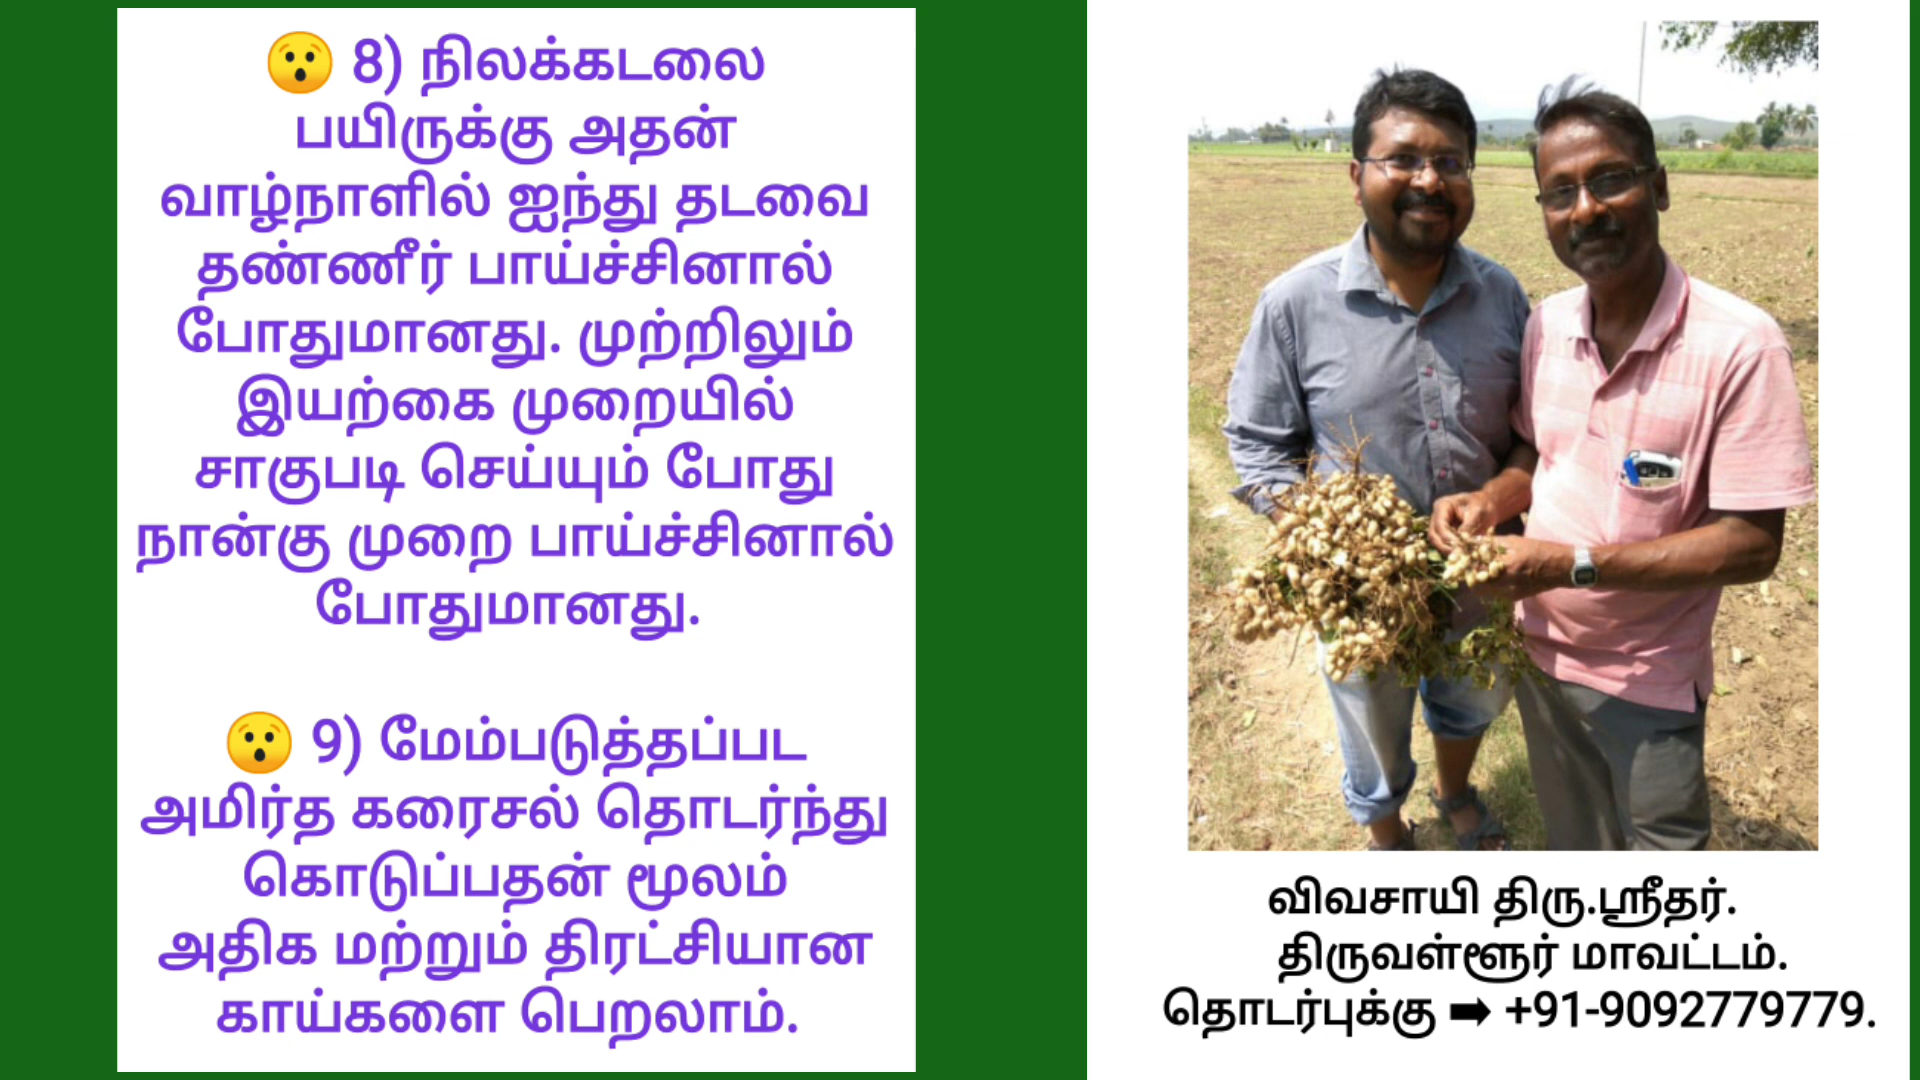 😯 8) நிலக்கடலை
பயிருக்கு அதன்
வாழ்நாளில் ஐந்து தடவை
தண்ணீர் பாய்ச்சினால்
போதுமானது. முற்றிலும்
இயற்கை முறையில்
சாகுபடி செய்யும் போது
நான்கு முறை பாய்ச்சினால்
போதுமானது.
😯 9) மேம்படுத்தப்பட
அமிர்த கரைசல் தொடர்ந்து
கொடுப்பதன் மூலம்
அதிக மற்றும் திரட்சியான
காய்களை பெறலாம்.
விவசாயி திரு.ஸ்ரீதர்.
திருவள்ளூர் மாவட்டம்.
தொடர்புக்கு ➡ +91-9092779779.